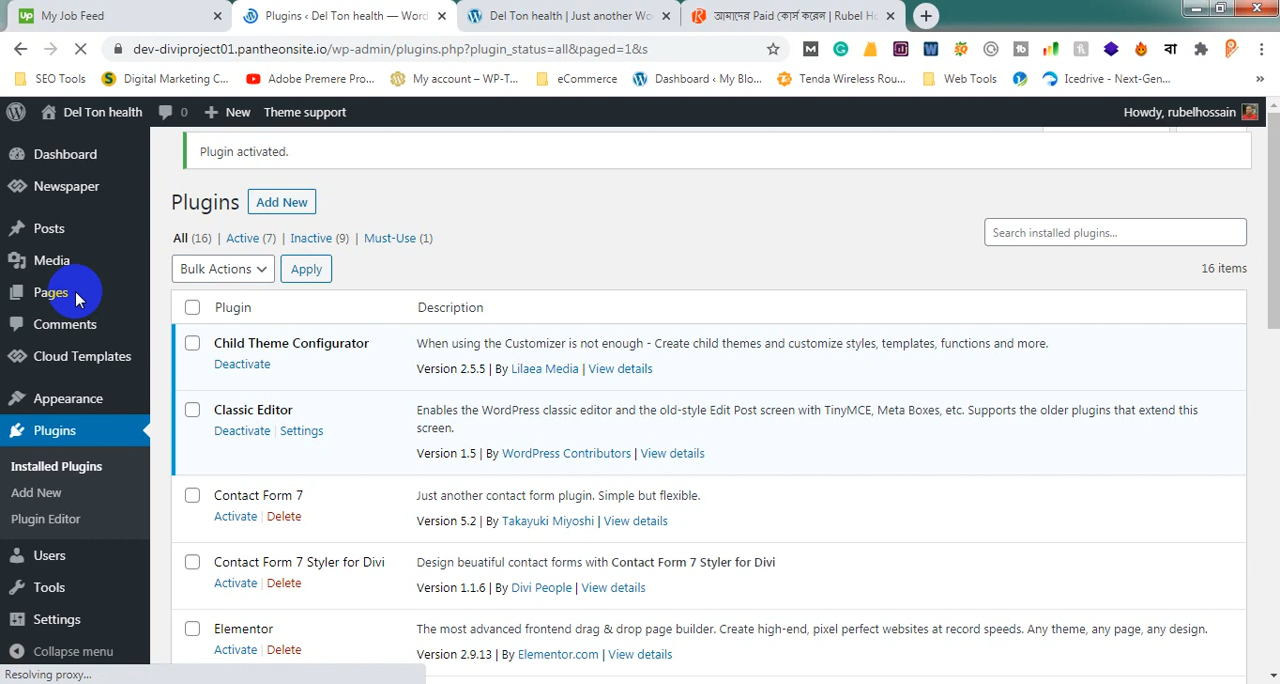 My Job Feed
Plugins ‹ Del Ton health — Word
Del Ton health | Just another Wo
আমাদের Paid কোর্স করেল | Rubel Ho
dev-diviproject01.pantheonsite.io/wp-admin/plugins.php?plugin_status=all&paged=1&s
SEO Tools
Digital Marketing C...
Adobe Premere Pro...
My account – WP-T...
eCommerce
Dashboard ‹ My Blo...
Tenda Wireless Rou...
Web Tools
Icedrive - Next-Gen...
»
Del Ton health
0
New
Theme support
Howdy, rubelhossain
Dashboard
Newspaper
Posts
Media
Pages
Comments
Cloud Templates
Appearance
Plugins
Installed Plugins
Add New
Plugin Editor
Users
Tools
Settings
Collapse menu
Resolving proxy...
Plugin activated.
Plugins Add New
All (16) | Active (7) | Inactive (9) | Must-Use (1)
Search installed plugins...
Bulk Actions Apply
16 items
Plugin Description
Child Theme Configurator
Deactivate
When using the Customizer is not enough - Create child themes and customize styles, templates, functions and more.
Version 2.5.5 | By Lilaea Media | View details
Classic Editor
Deactivate | Settings
Enables the WordPress classic editor and the old-style Edit Post screen with TinyMCE, Meta Boxes, etc. Supports the older plugins that extend this
screen.
Version 1.5 | By WordPress Contributors | View details
Contact Form 7
Activate | Delete
Just another contact form plugin. Simple but flexible.
Version 5.2 | By Takayuki Miyoshi | View details
Contact Form 7 Styler for Divi
Activate | Delete
Design beuatiful contact forms with Contact Form 7 Styler for Divi
Version 1.1.6 | By Divi People | View details
Elementor
Activate | Delete
The most advanced frontend drag & drop page builder. Create high-end, pixel perfect websites at record speeds. Any theme, any page, any design.
Version 2.9.13 | By Elementor.com | View details